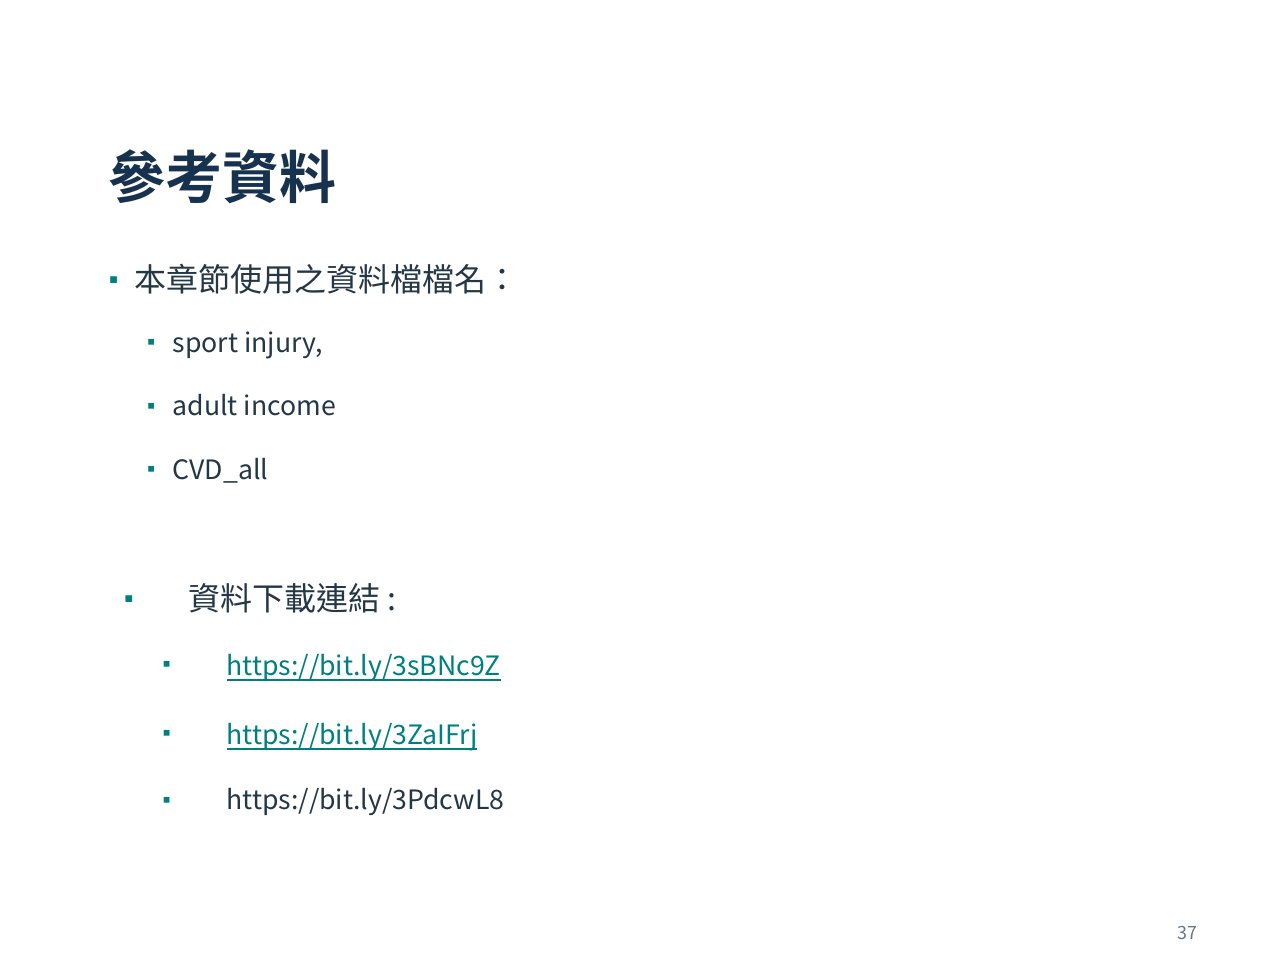 參考資料
本章節使用之資料檔檔名：
sport injury,
adult income
CVD_all
資料下載連結 :
https://bit.ly/3sBNc9Z
https://bit.ly/3ZaIFrj
https://bit.ly/3PdcwL8
37